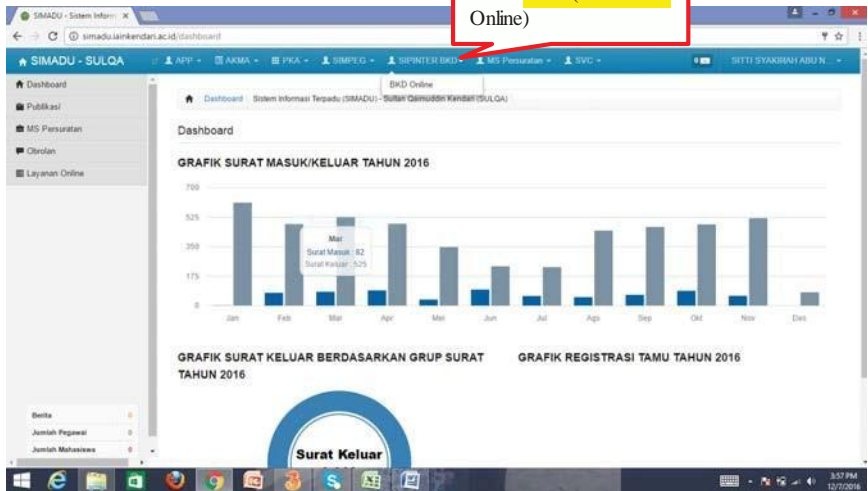 Online)
SIMADU - Sistem Inform
simadu.iainkendari.ac.id/dashboard
SIMADU - SULQA
APP
AKMA
PKA
SIMPEG
SIPINTER BKD
MS Persuratan
SVC
SITTI SYAKIRAH ABU N...
BKD Online
Dashboard
Publikasi
MS Persuratan
Obrolan
Layanan Online
Dashboard Sistem Informasi Terpadu (SIMADU) - Sultan Qaimuddin Kendari (SULQA)
Dashboard
GRAFIK SURAT MASUK/KELUAR TAHUN 2016
700
525
350
175
0
Mar
Surat Masuk : 82
Surat Keluar : 525
Jan Feb Mar Apr Mei Jun Jul Ags Sep Okt Nov Des
GRAFIK SURAT KELUAR BERDASARKAN GRUP SURAT
TAHUN 2016
GRAFIK REGISTRASI TAMU TAHUN 2016
Surat Keluar
Berita 0
Jumlah Pegawai 0
Jumlah Mahasiswa 0
3:57 PM
12/7/2016